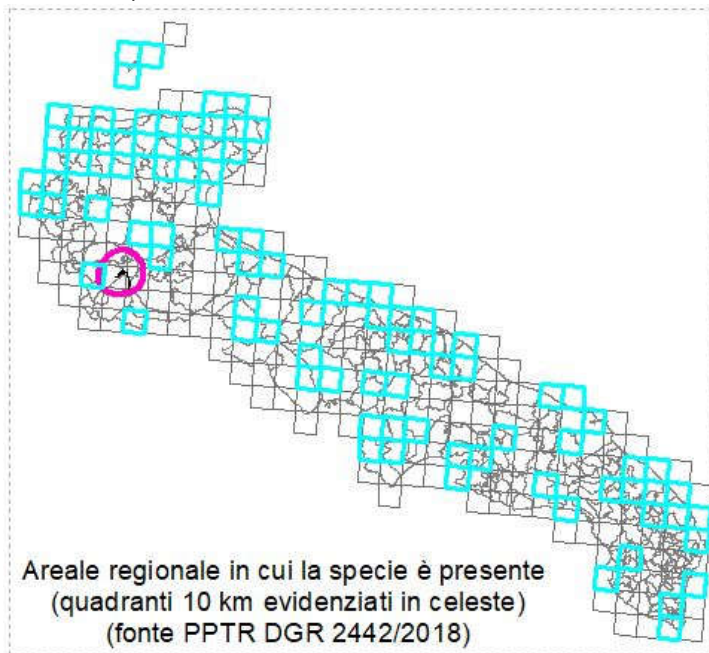 Areale regionale in cui la specie è presente
(quadranti 10 km evidenziati in celeste)
(fonte PPTR DGR 2442/2018)